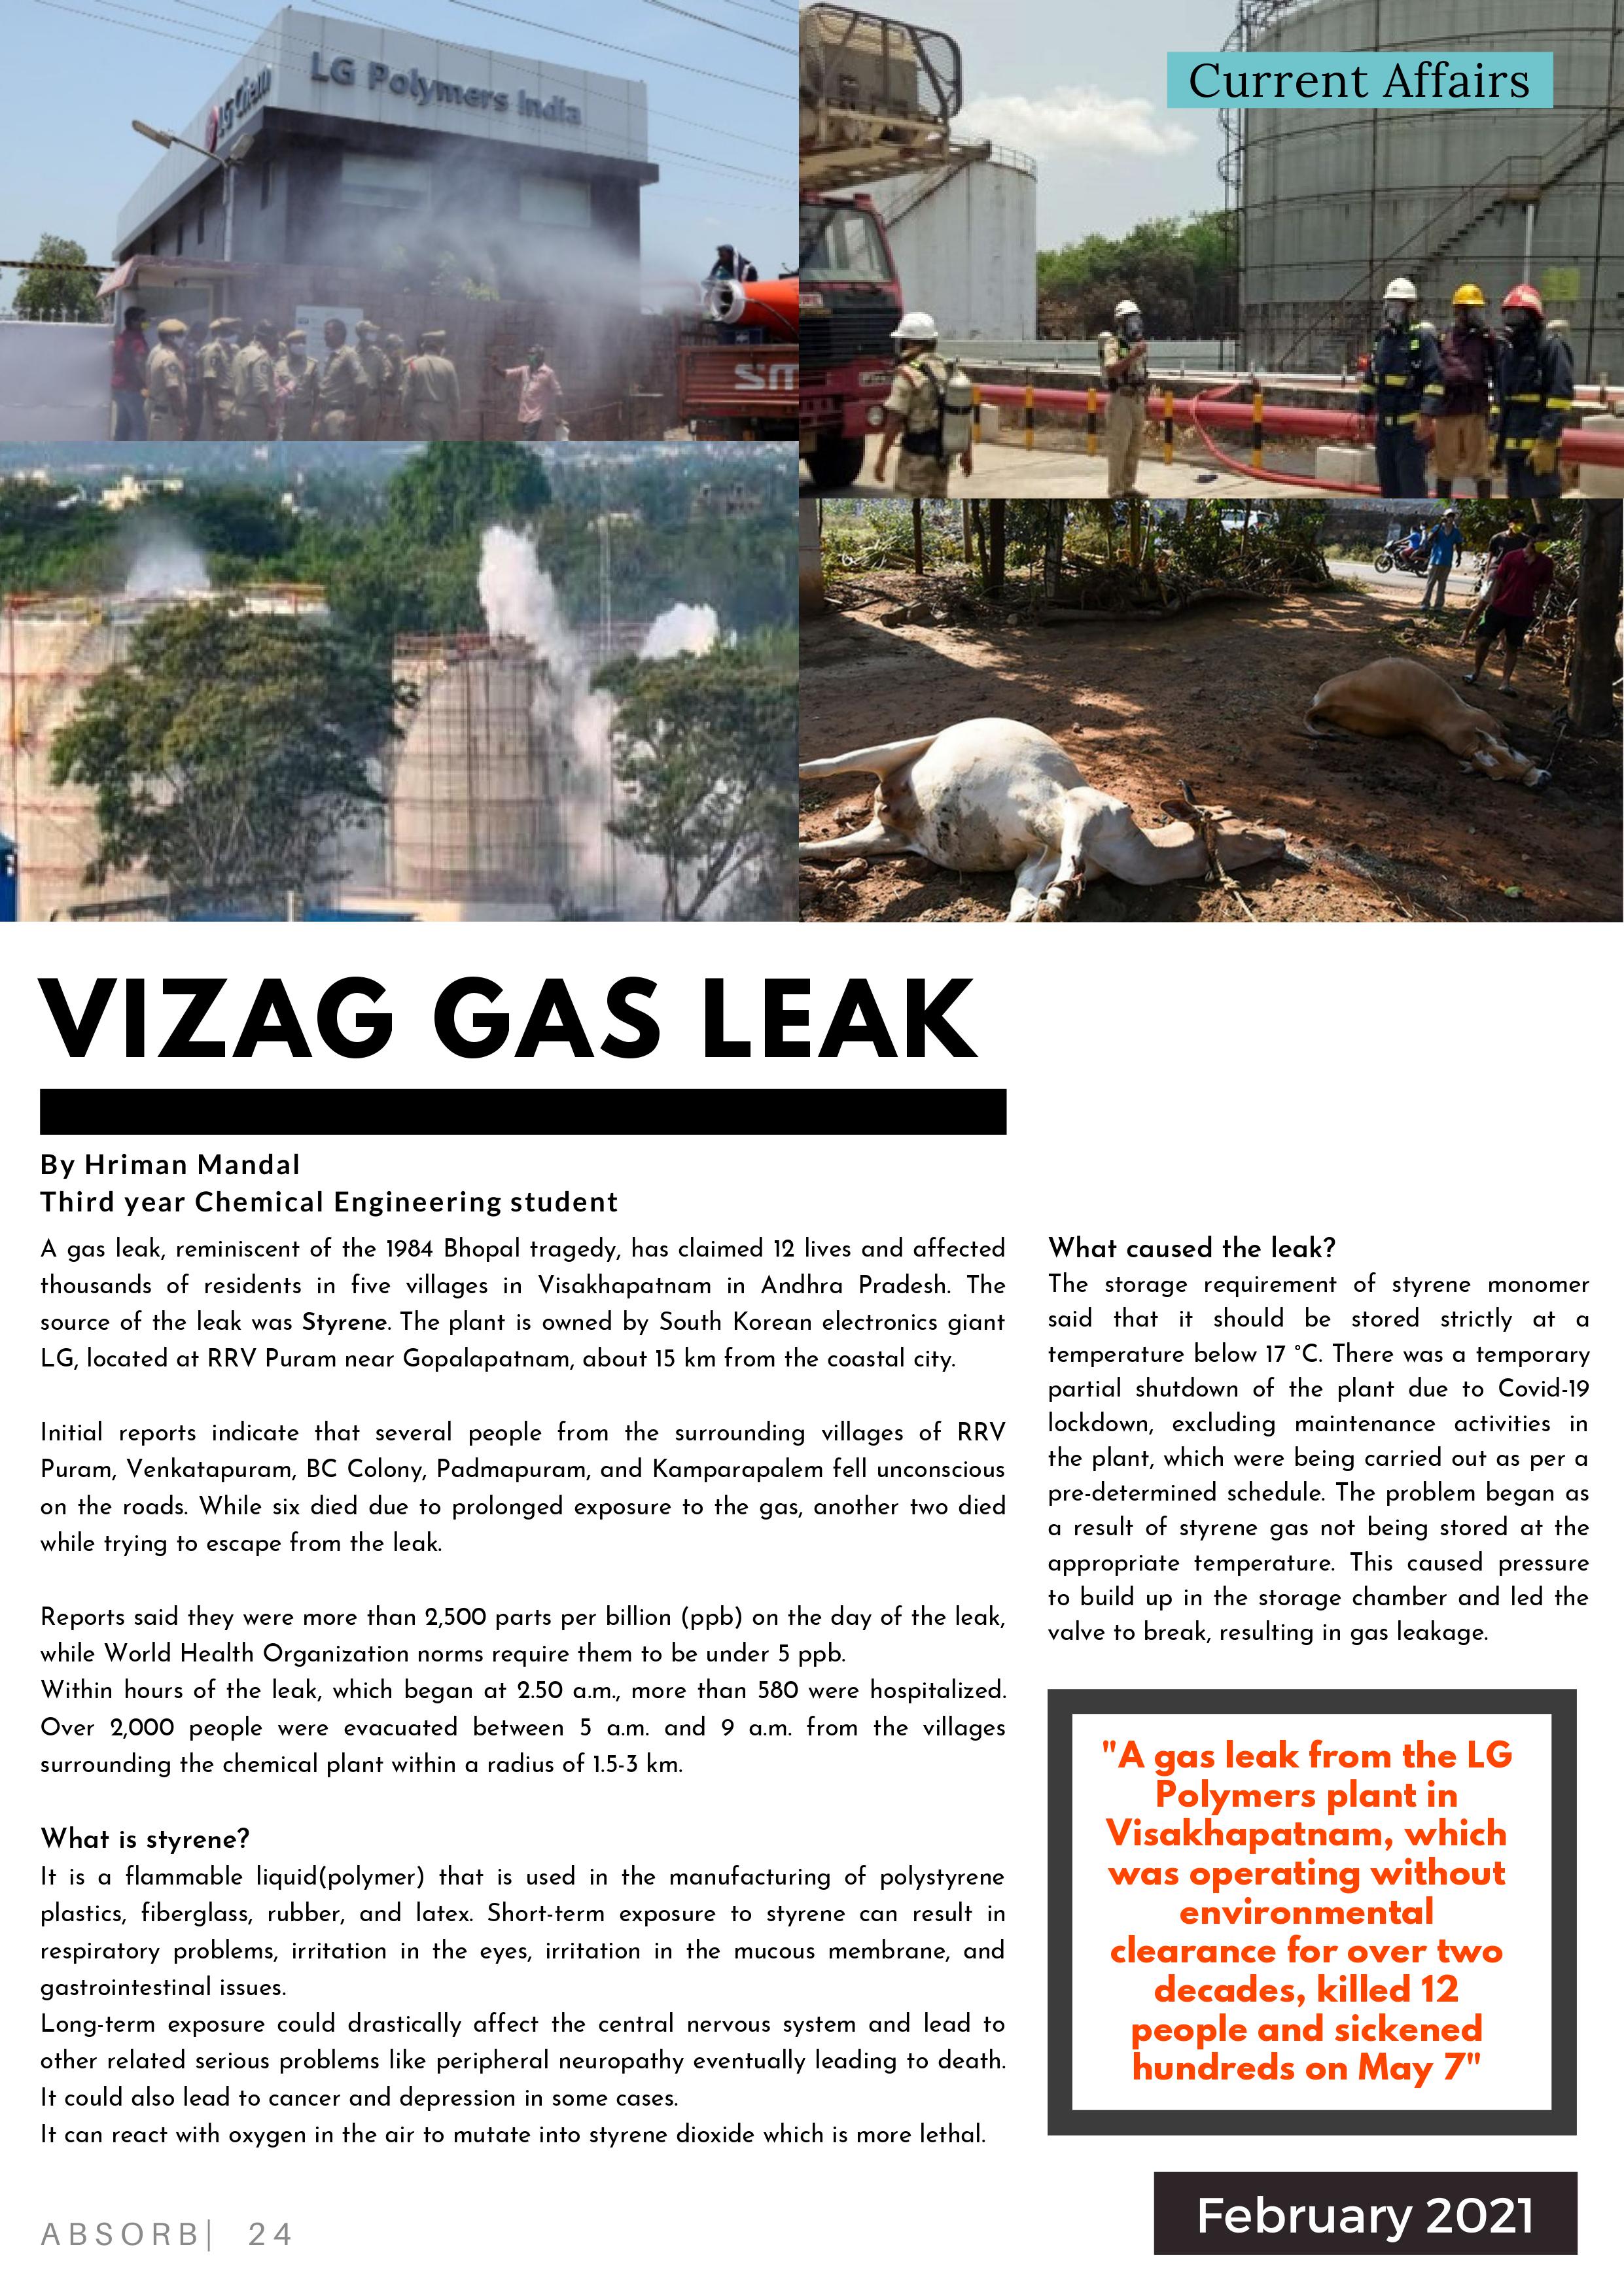 LG Chem
LG Polymers India
SM
Current Affairs
VIZAG GAS LEAK
By Hriman Mandal
Third year Chemical Engineering student
A gas leak, reminiscent of the 1984 Bhopal tragedy, has claimed 12 lives and affected
thousands of residents in five villages in Visakhapatnam in Andhra Pradesh. The
source of the leak was Styrene. The plant is owned by South Korean electronics giant
LG, located at RRV Puram near Gopalapatnam, about 15 km from the coastal city.
Initial reports indicate that several people from the surrounding villages of RRV
Puram, Venkatapuram, BC Colony, Padmapuram, and Kamparapalem fell unconscious
on the roads. While six died due to prolonged exposure to the gas, another two died
while trying to escape from the leak.
Reports said they were more than 2,500 parts per billion (ppb) on the day of the leak,
while World Health Organization norms require them to be under 5 ppb.
Within hours of the leak, which began at 2.50 a.m., more than 580 were hospitalized.
Over 2,000 people were evacuated between 5 a.m. and 9 a.m. from the villages
surrounding the chemical plant within a radius of 1.5-3 km.
What is styrene?
It is a flammable liquid(polymer) that is used in the manufacturing of polystyrene
plastics, fiberglass, rubber, and latex. Short-term exposure to styrene can result in
respiratory problems, irritation in the eyes, irritation in the mucous membrane, and
gastrointestinal issues.
Long-term exposure could drastically affect the central nervous system and lead to
other related serious problems like peripheral neuropathy eventually leading to death.
It could also lead to cancer and depression in some cases.
It can react with oxygen in the air to mutate into styrene dioxide which is more lethal.
What caused the leak?
The storage requirement of styrene monomer
said that it should be stored strictly at a
temperature below 17 °C. There was a temporary
partial shutdown of the plant due to Covid-19
lockdown, excluding maintenance activities in
the plant, which were being carried out as per a
pre-determined schedule. The problem began as
a result of styrene gas not being stored at the
appropriate temperature. This caused pressure
to build up in the storage chamber and led the
valve to break, resulting in gas leakage.
"A gas leak from the LG
Polymers plant in
Visakhapatnam, which
was operating without
environmental
clearance for over two
decades, killed 12
people and sickened
hundreds on May 7"
ABSORB| 24
February 2021